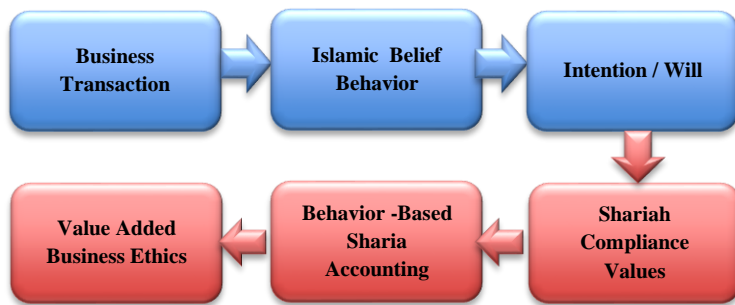 Business
Transaction
Islamic Belief
Behavior
Intention / Will
Shariah
Compliance
Values
Behavior -Based
Sharia
Accounting
Value Added
Business Ethics